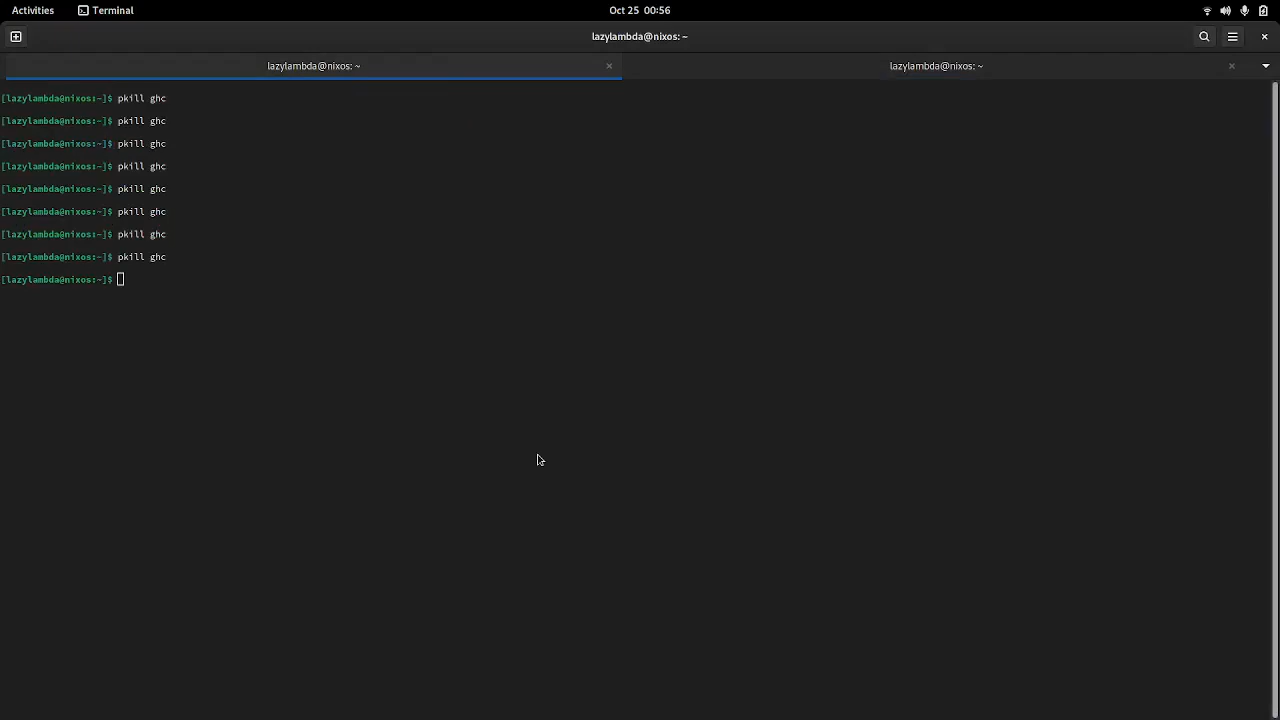 Activities Terminal Oct 25 00:56
lazylambda@nixos: ~
lazylambda@nixos: ~ lazylambda@nixos: ~
[lazylambda@nixos:~]$ pkill ghc
[lazylambda@nixos:~]$ pkill ghc
[lazylambda@nixos:~]$ pkill ghc
[lazylambda@nixos:~]$ pkill ghc
[lazylambda@nixos:~]$ pkill ghc
[lazylambda@nixos:~]$ pkill ghc
[lazylambda@nixos:~]$ pkill ghc
[lazylambda@nixos:~]$ pkill ghc
[lazylambda@nixos:~]$